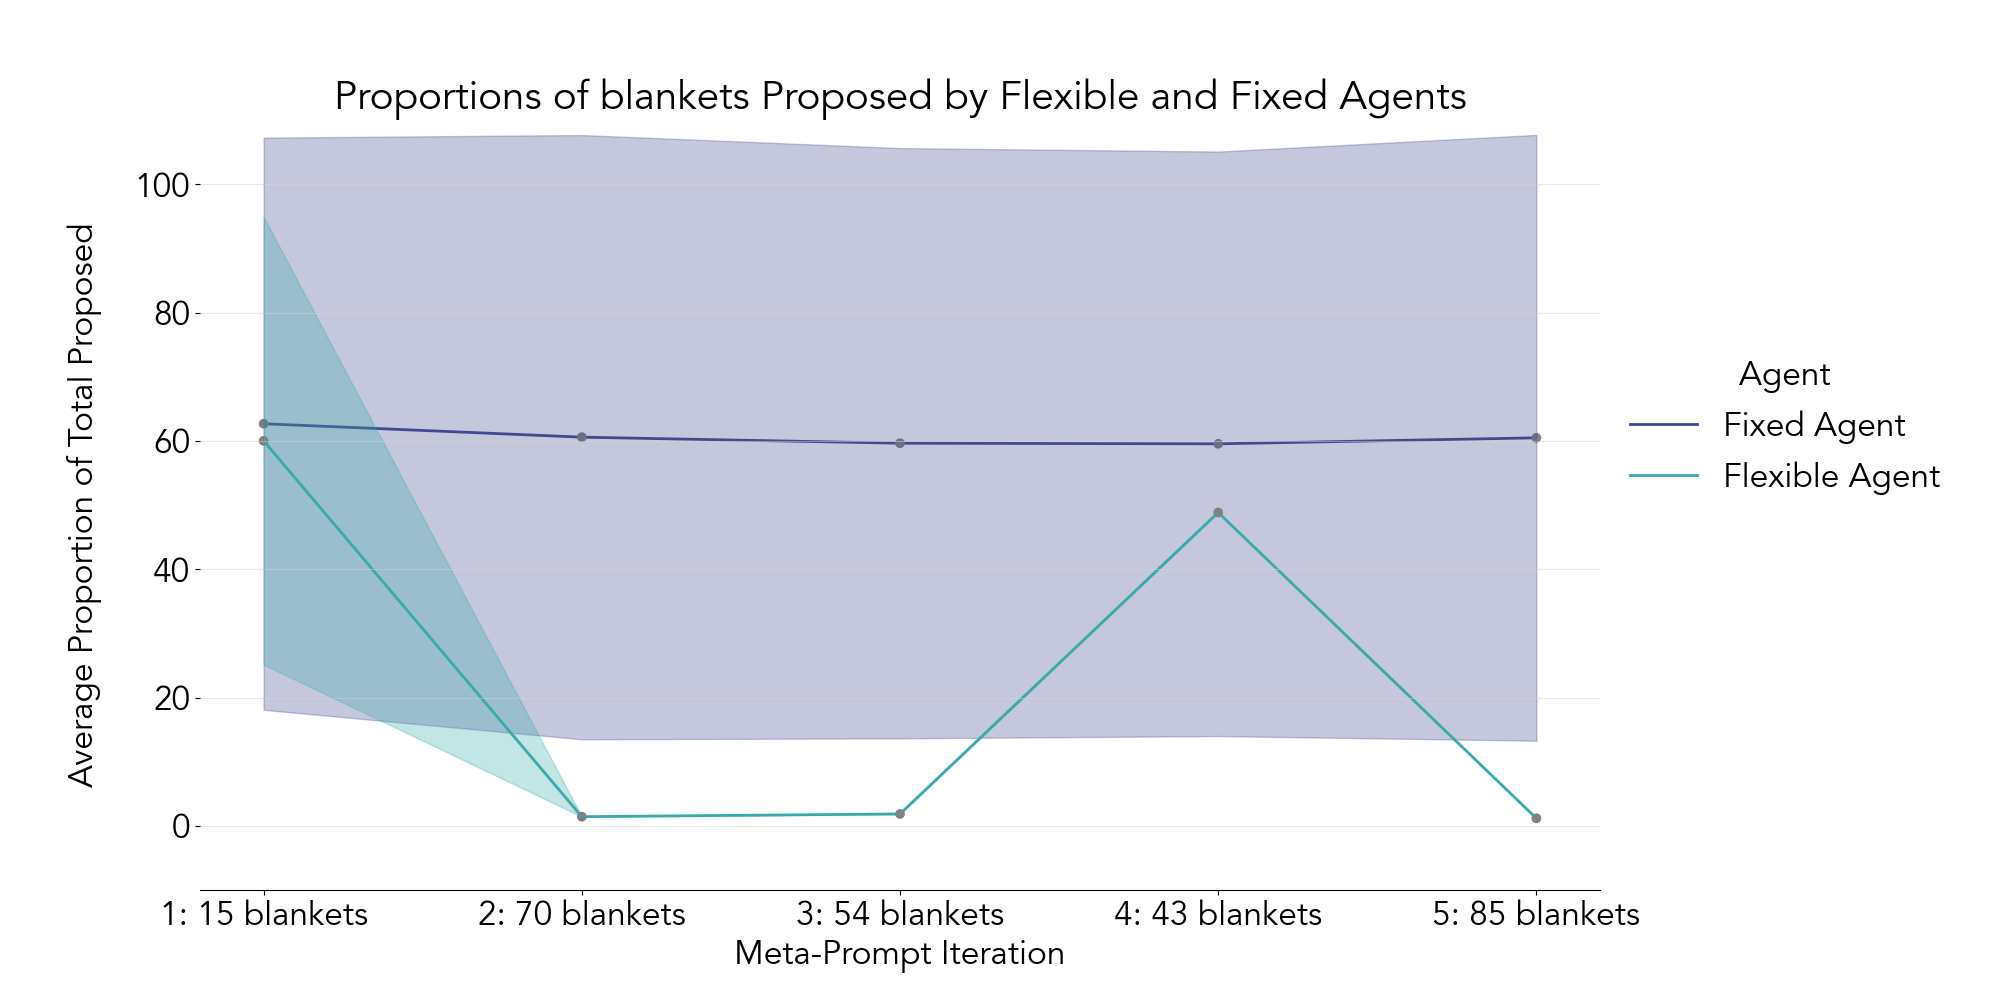 Proportions of blankets Proposed by Flexible and Fixed Agents
Average Proportion of Total Proposed
100
80
60
40
20
0
1: 15 blankets
2: 70 blankets
3: 54 blankets
4: 43 blankets
5: 85 blankets
Meta-Prompt Iteration
Agent
Fixed Agent
Flexible Agent